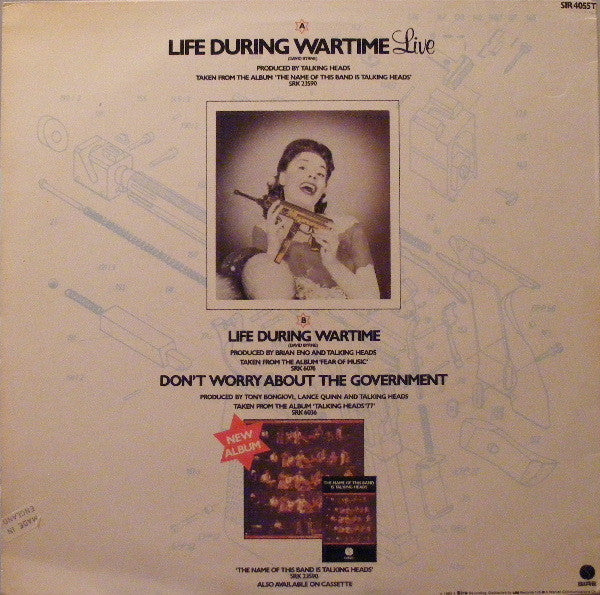 SIR 4055T
A
LIFE DURING WARTIME Live
(DAVID BYRNE)
PRODUCED BY TALKING HEADS
TAKEN FROM THE ALBUM 'THE NAME OF THIS BAND IS TALKING HEADS'
SRK 23590
B
LIFE DURING WARTIME
(DAVID BYRNE)
PRODUCED BY BRIAN ENO AND TALKING HEADS
TAKEN FROM THE ALBUM 'FEAR OF MUSIC'
SRK 6076
DON'T WORRY ABOUT THE GOVERNMENT
PRODUCED BY TONY BONGIOVI, LANCE QUINN AND TALKING HEADS
TAKEN FROM THE ALBUM 'TALKING HEADS '77'
SRK 6036
NEW
ALBUM
THE NAME OF THIS BAND
IS TALKING HEADS
MADE IN
ENGLAND
'THE NAME OF THIS BAND IS TALKING HEADS'
SRK 23590
ALSO AVAILABLE ON CASSETTE